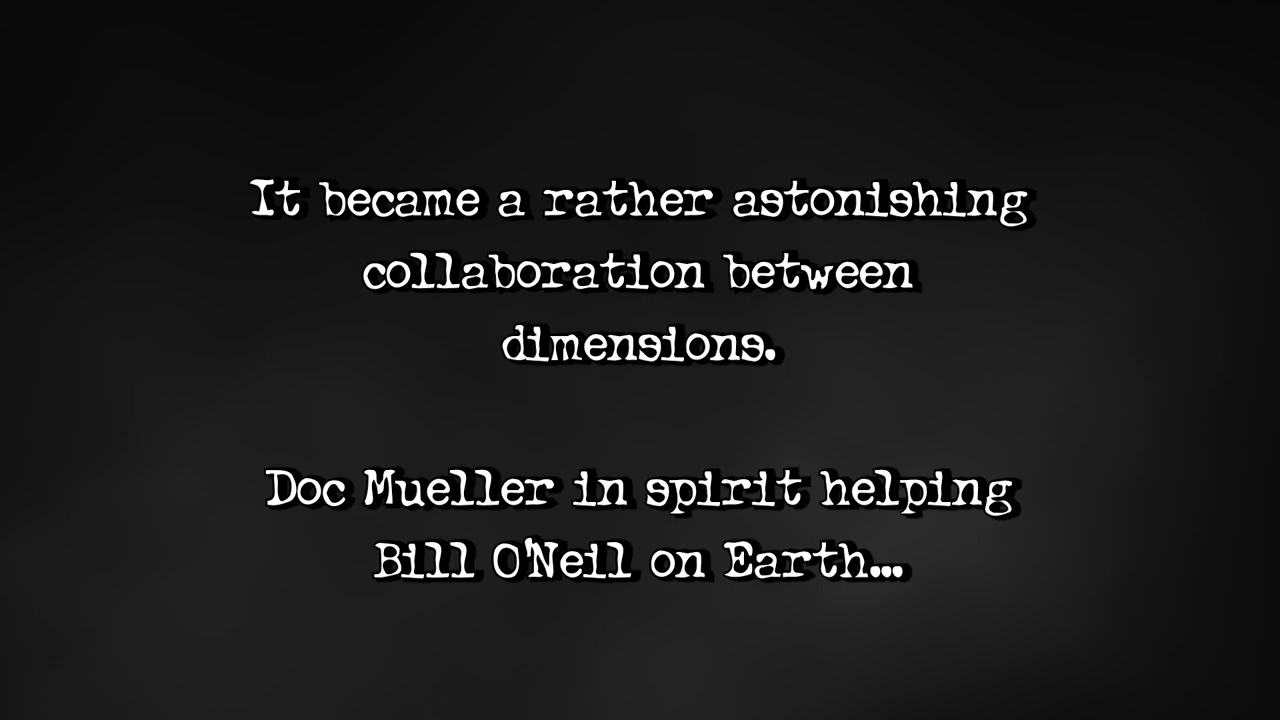 It became a rather astonishing
collaboration between
dimensions.
Doc Mueller in spirit helping
Bill O'Neil on Earth...